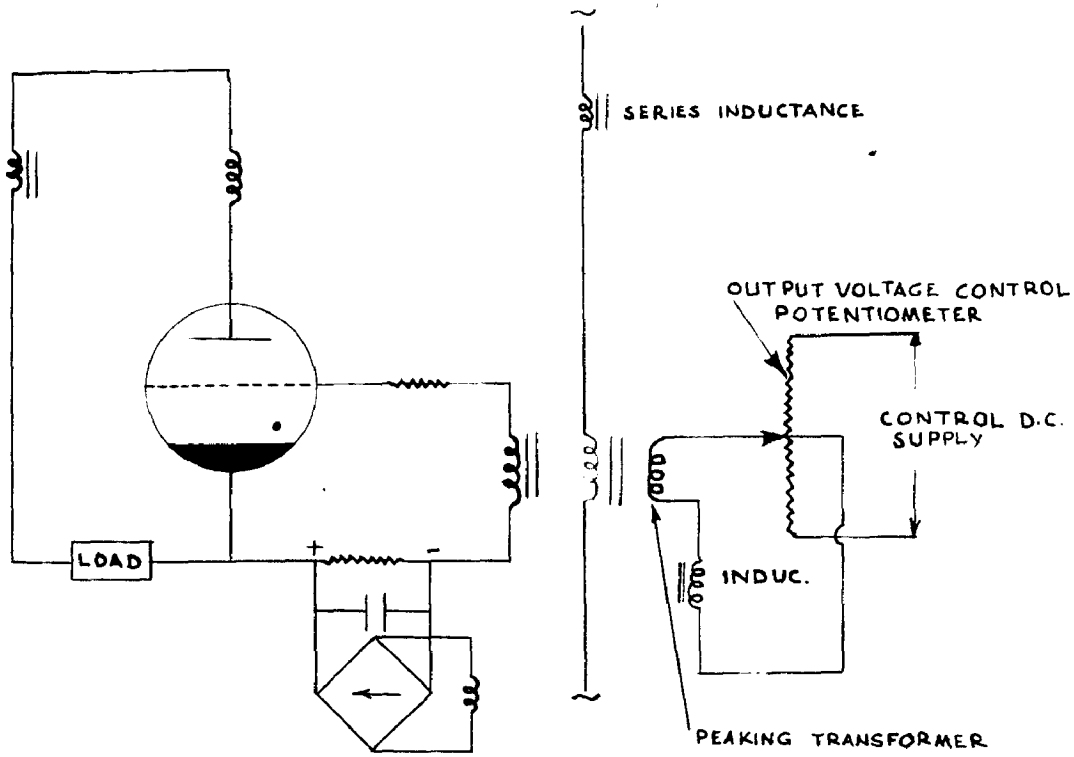 ~
SERIES INDUCTANCE
OUTPUT VOLTAGE CONTROL
POTENTIOMETER
CONTROL D.C.
SUPPLY
+ -
LOAD
INDUC.
~
PEAKING TRANSFORMER